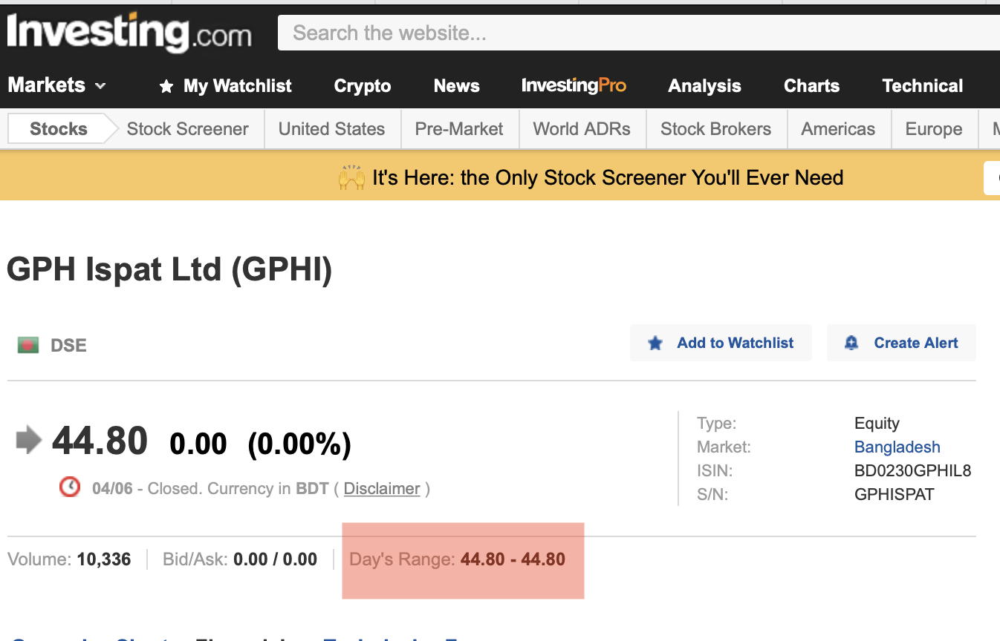 Investing.com
Search the website...
Markets My Watchlist Crypto News InvestingPro Analysis Charts Technical
Stocks Stock Screener United States Pre-Market World ADRs Stock Brokers Americas Europe
🙌 It's Here: the Only Stock Screener You'll Ever Need
GPH Ispat Ltd (GPHI)
DSE Add to Watchlist Create Alert
44.80 0.00 (0.00%)
04/06 - Closed. Currency in BDT ( Disclaimer )
Type: Equity
Market: Bangladesh
ISIN: BD0230GPHIL8
S/N: GPHISPAT
Volume: 10,336 Bid/Ask: 0.00 / 0.00 Day's Range: 44.80 - 44.80